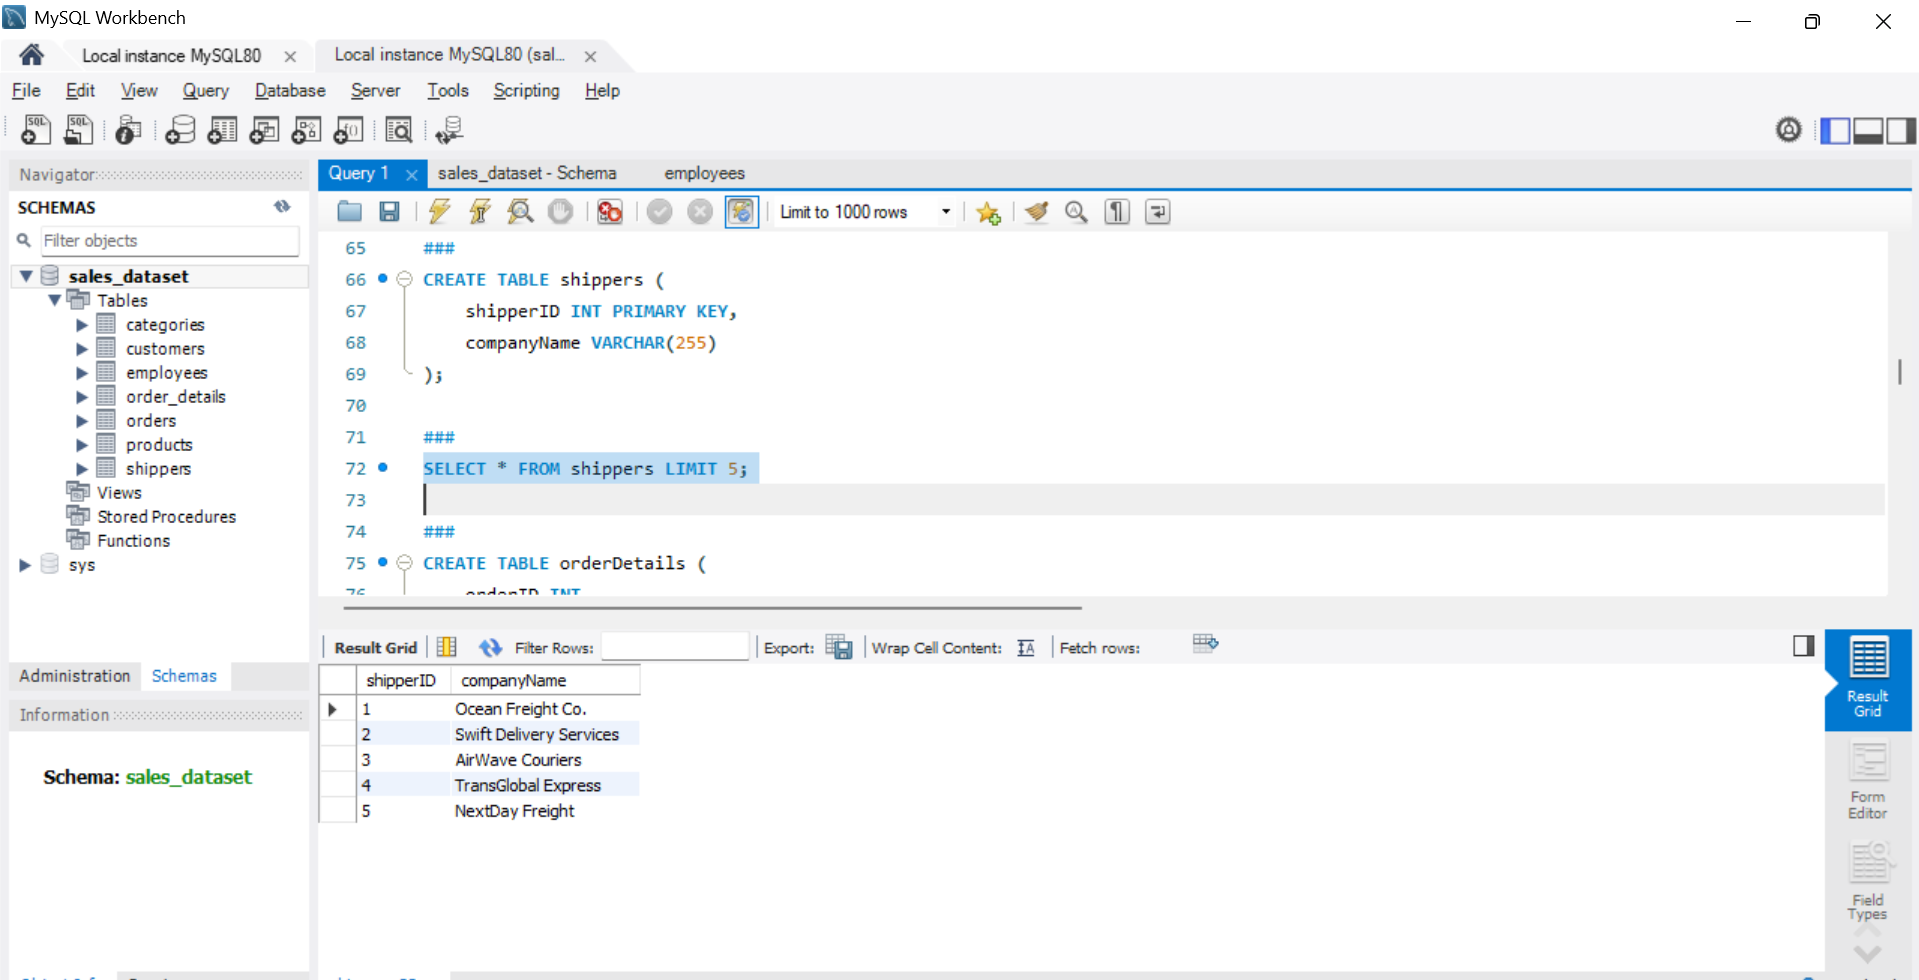 MySQL Workbench
Local instance MySQL80
Local instance MySQL80 (sal...
File Edit View Query Database Server Tools Scripting Help
Navigator
SCHEMAS
Filter objects
sales_dataset
Tables
categories
customers
employees
order_details
orders
products
shippers
Views
Stored Procedures
Functions
sys
Administration Schemas
Information
Schema: sales_dataset
Query 1 sales_dataset - Schema employees
Limit to 1000 rows
65 ###
66 CREATE TABLE shippers (
67 shipperID INT PRIMARY KEY,
68 companyName VARCHAR(255)
69 );
70
71 ###
72 SELECT * FROM shippers LIMIT 5;
73
74 ###
75 CREATE TABLE orderDetails (
76 orderID INT
Result Grid Filter Rows: Export: Wrap Cell Content: Fetch rows:
shipperID companyName
1 Ocean Freight Co.
2 Swift Delivery Services
3 AirWave Couriers
4 TransGlobal Express
5 NextDay Freight
Result
Grid
Form
Editor
Field
Types